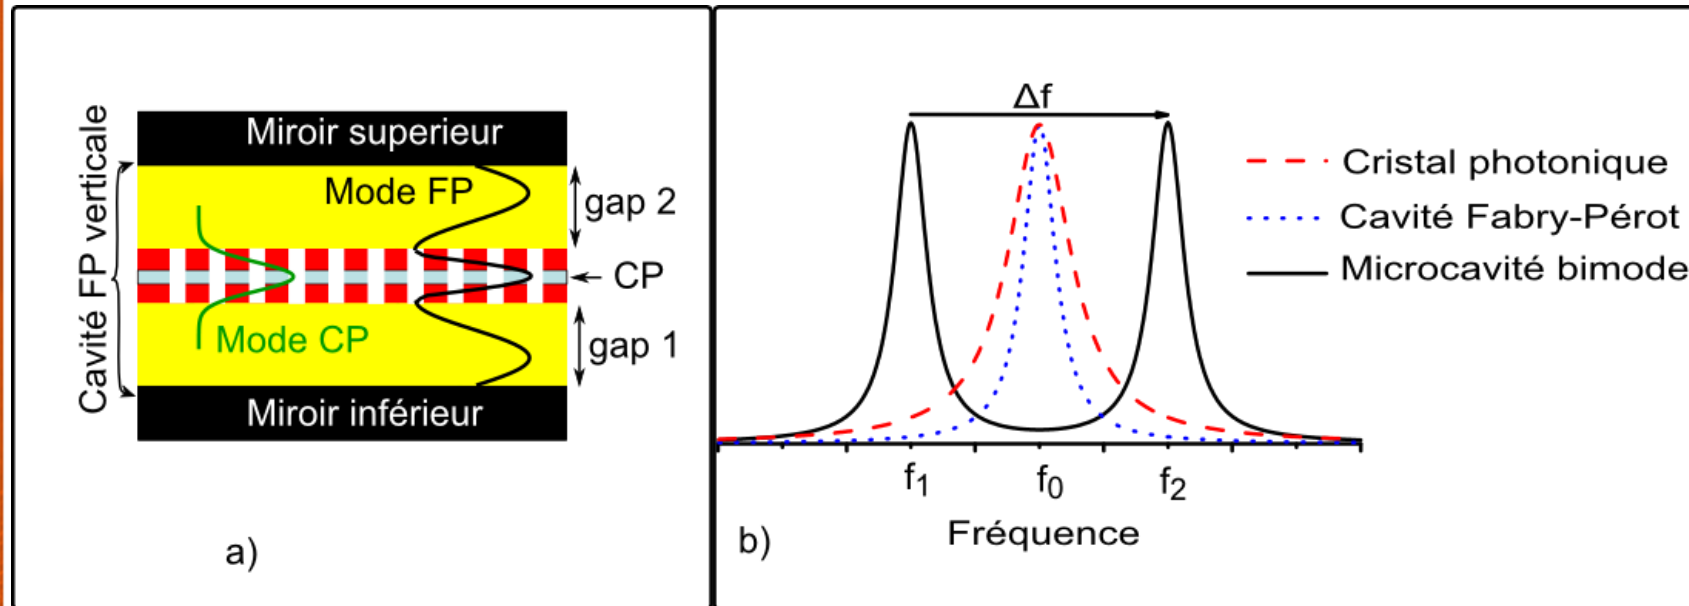 Cavité FP verticale
Miroir superieur
Mode FP
gap 2
CP
Mode CP
gap 1
Miroir inférieur
a)
Δf
Cristal photonique
Cavité Fabry-Pérot
Microcavité bimode
f₁
f₀
f₂
Fréquence
b)